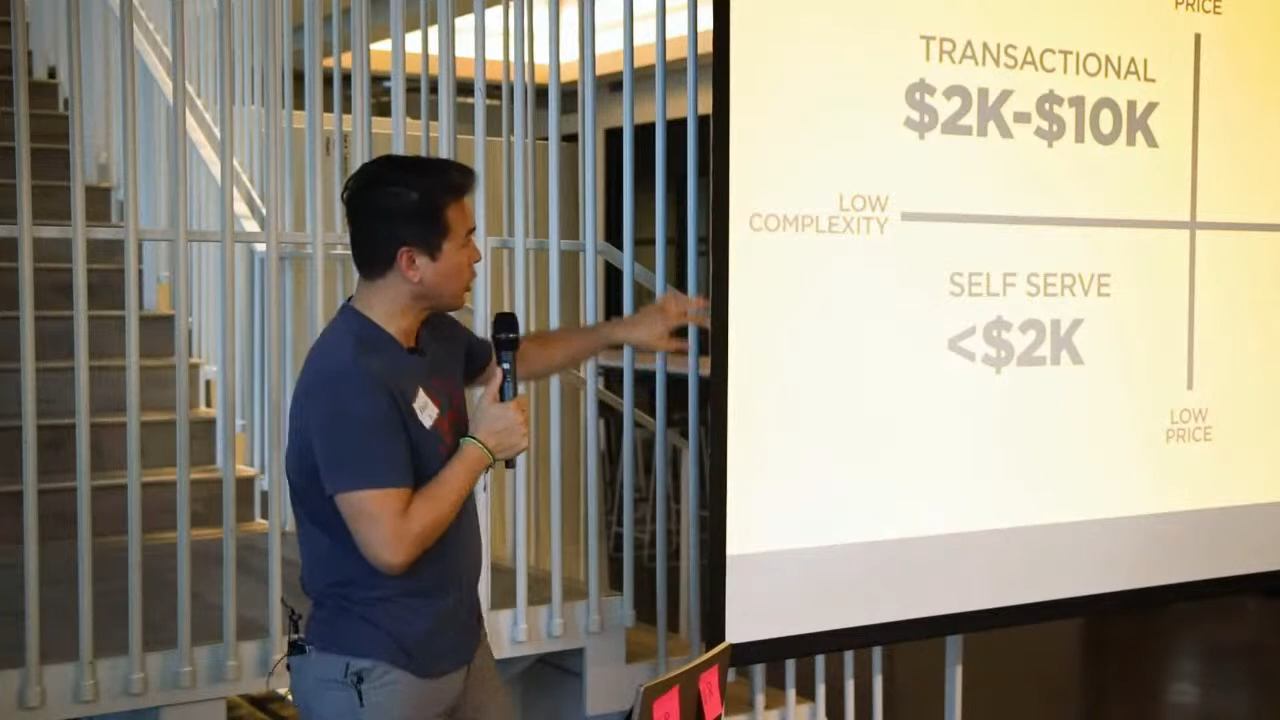 PRICE
TRANSACTIONAL
$2K-$10K
LOW
COMPLEXITY
SELF SERVE
<$2K
LOW
PRICE